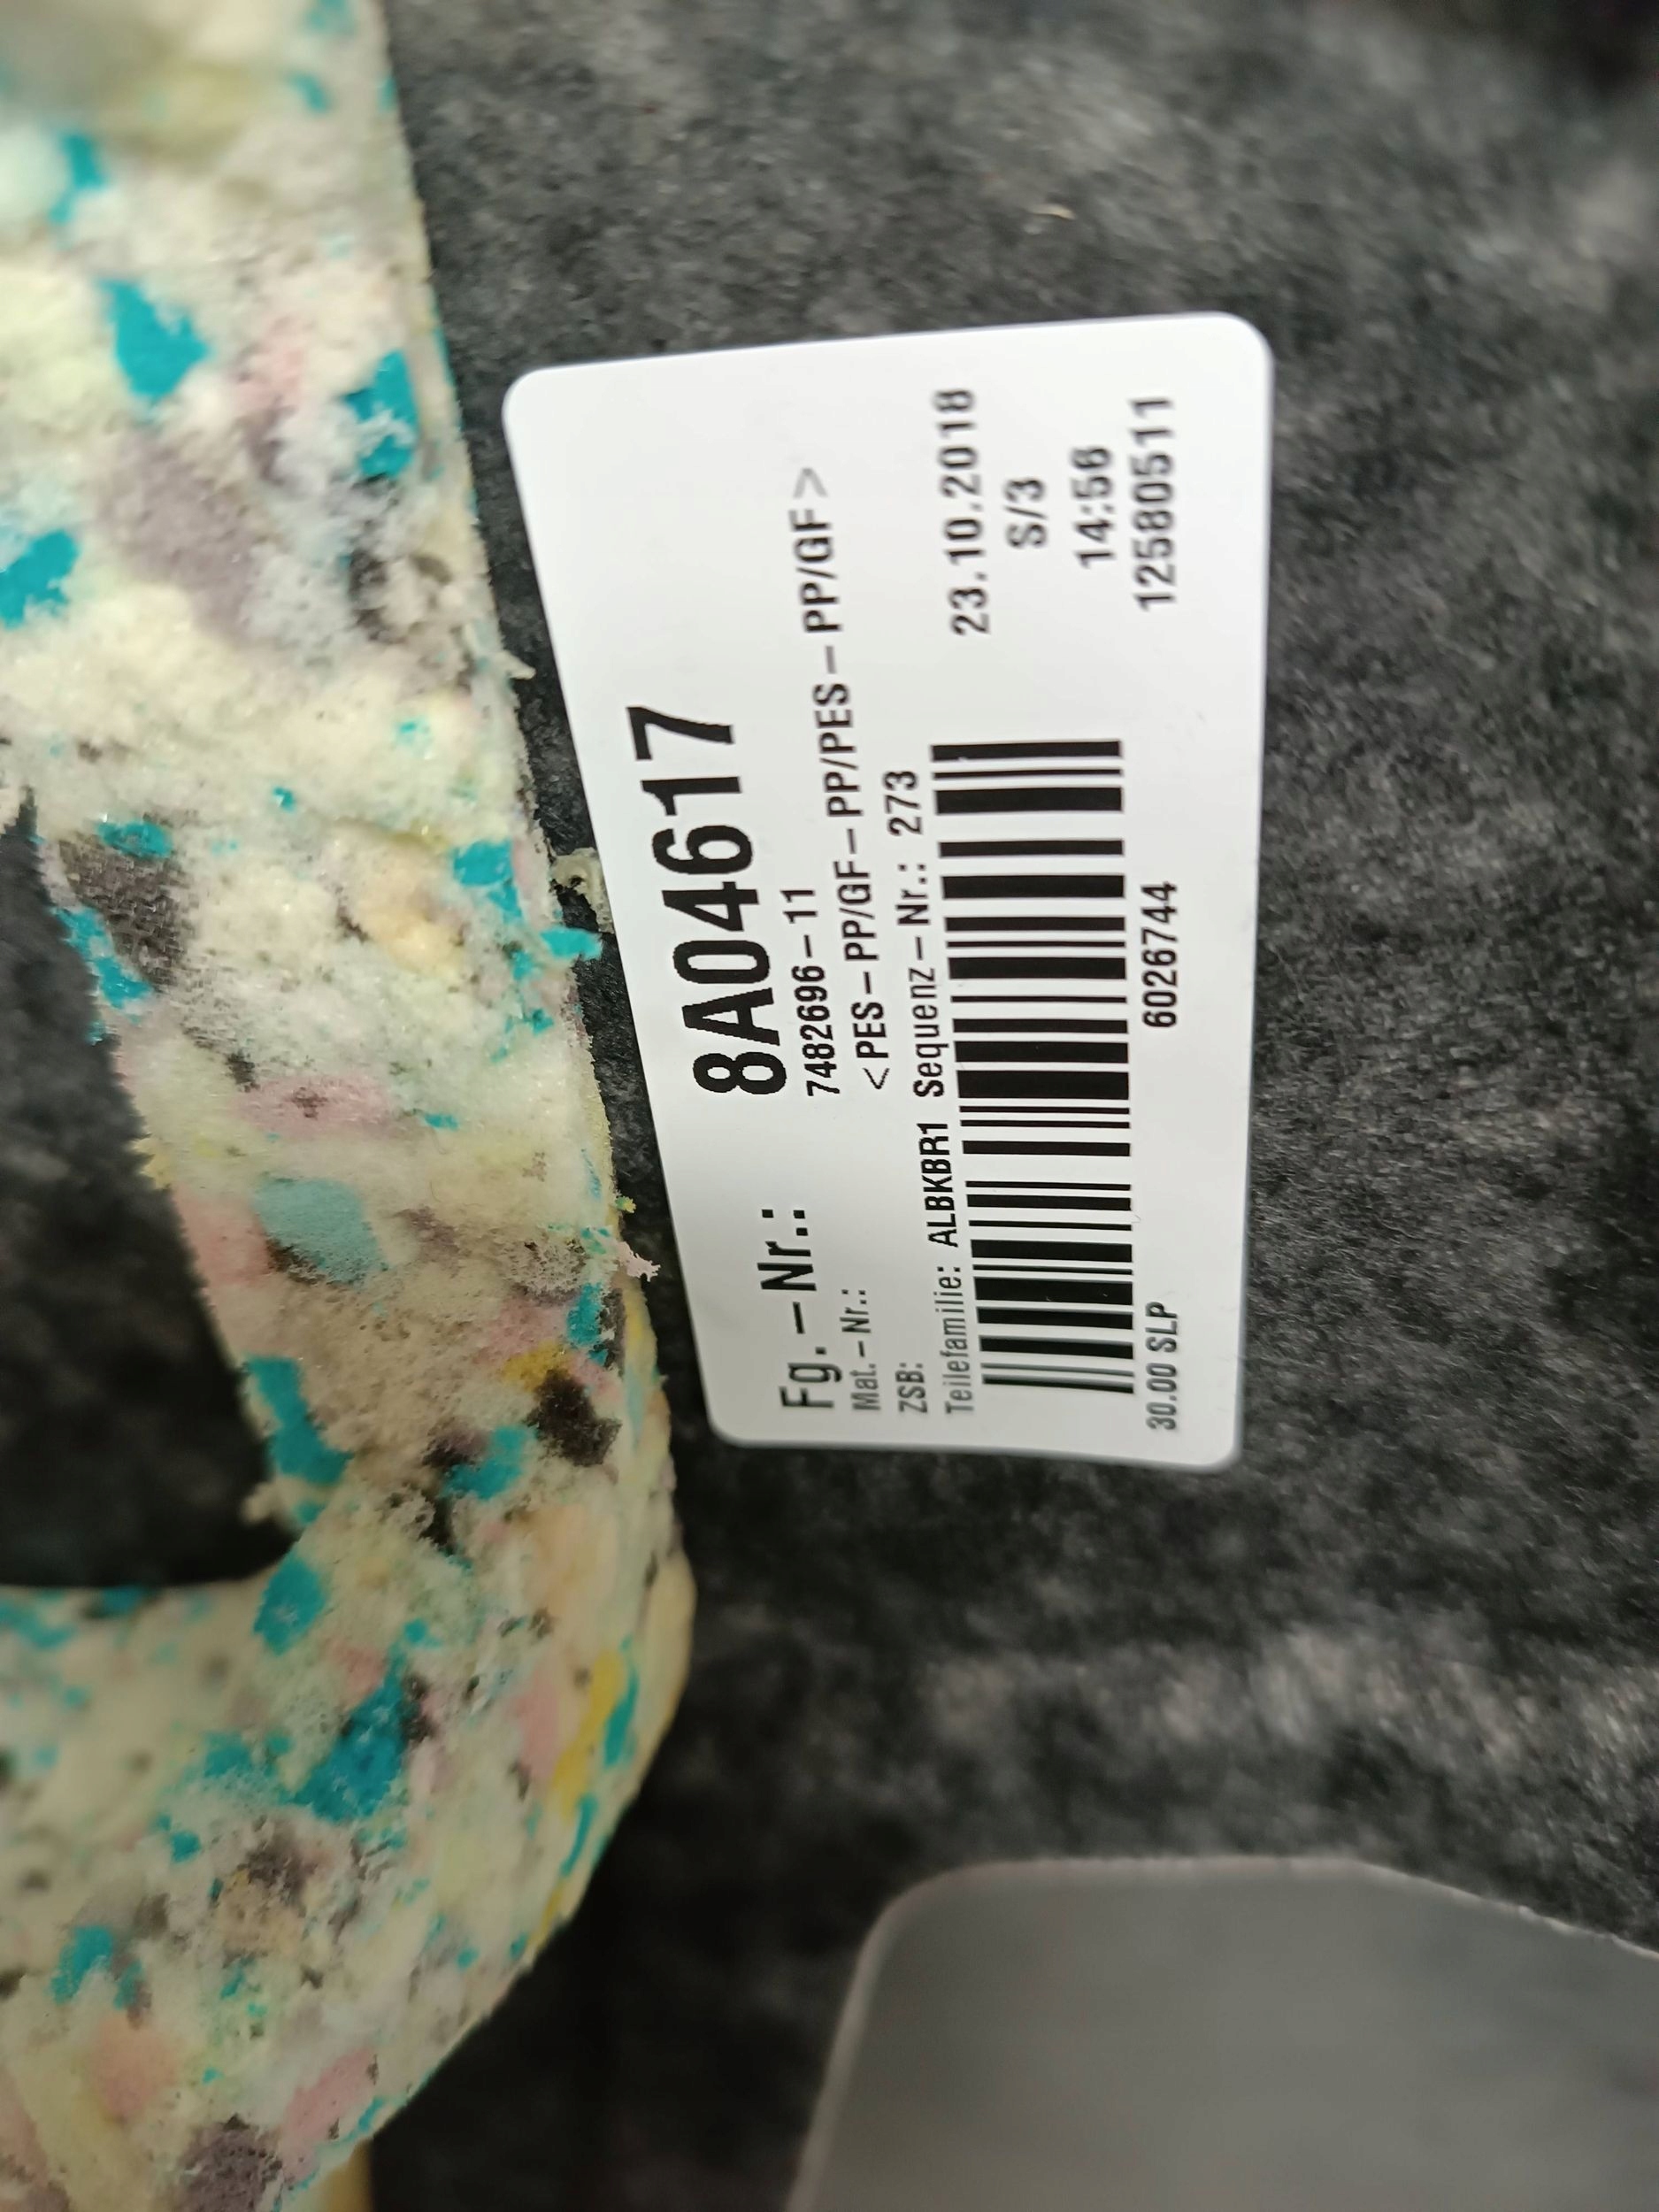 Fg.-Nr.: 8A04617
Mat.-Nr.: 7482696-11
ZSB: <PES-PP/GF-PP/PES-PP/GF>
Teilefamilie: ALBKBR1 Sequenz-Nr.: 273
23.10.2018
S/3
14:56
30.00 SLP 6026744 12580511